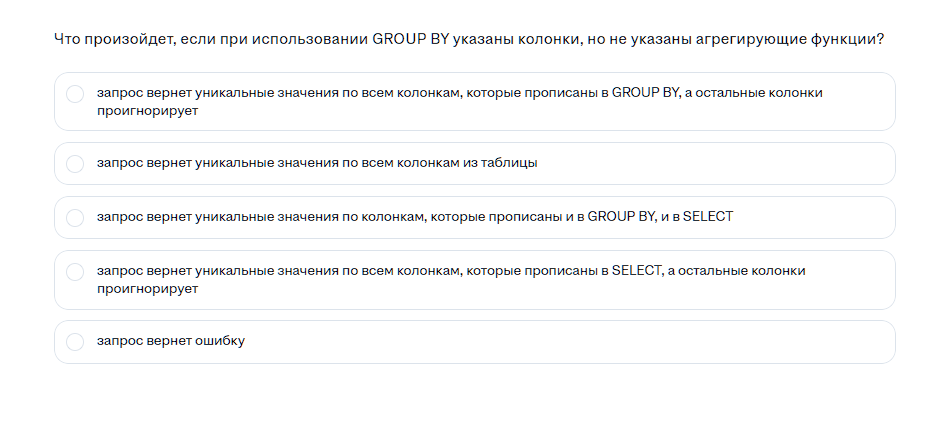 Что произойдет, если при использовании GROUP BY указаны колонки, но не указаны агрегирующие функции?
запрос вернет уникальные значения по всем колонкам, которые прописаны в GROUP BY, а остальные колонки
проигнорирует
запрос вернет уникальные значения по всем колонкам из таблицы
запрос вернет уникальные значения по колонкам, которые прописаны и в GROUP BY, и в SELECT
запрос вернет уникальные значения по всем колонкам, которые прописаны в SELECT, а остальные колонки
проигнорирует
запрос вернет ошибку